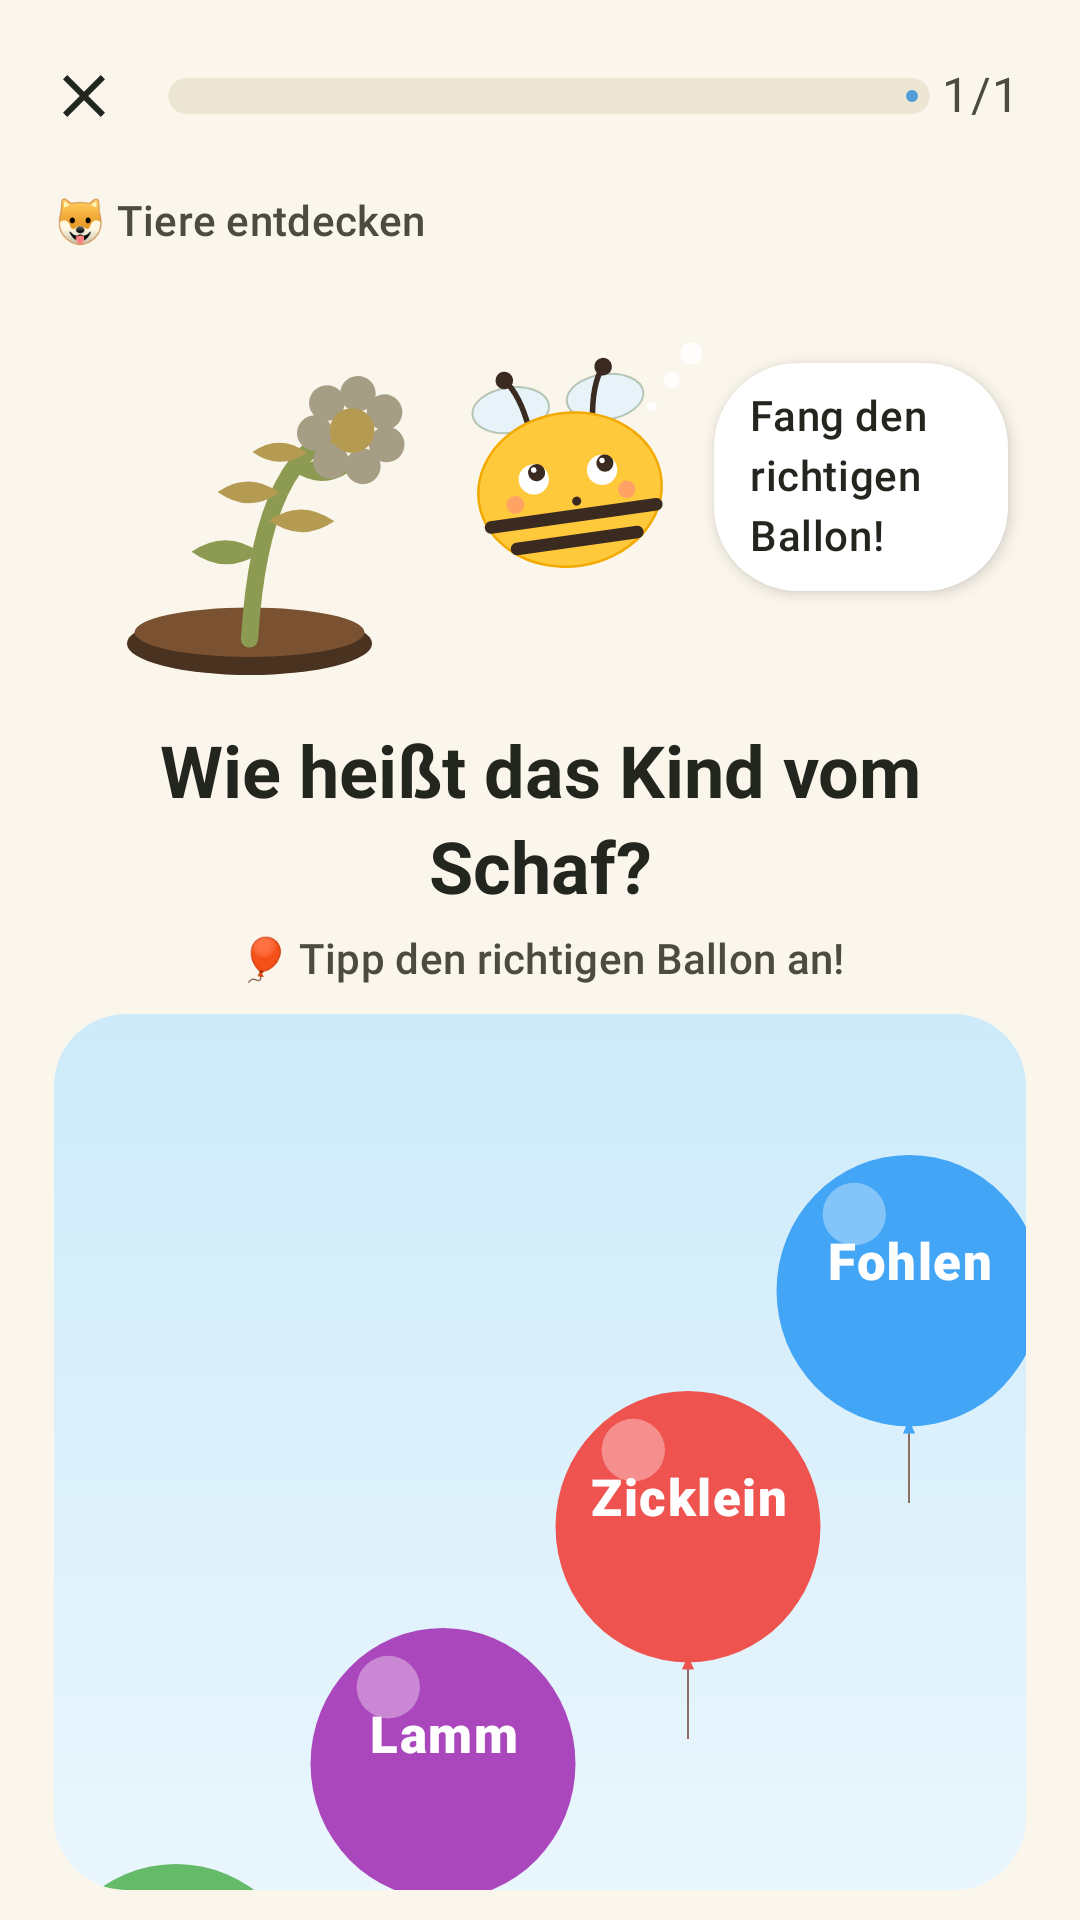 1/1
Tiere entdecken
Fang den
richtigen
Ballon!
Wie heißt das Kind vom
Schaf?
Tipp den richtigen Ballon an!
Fohlen
Zicklein
Lamm